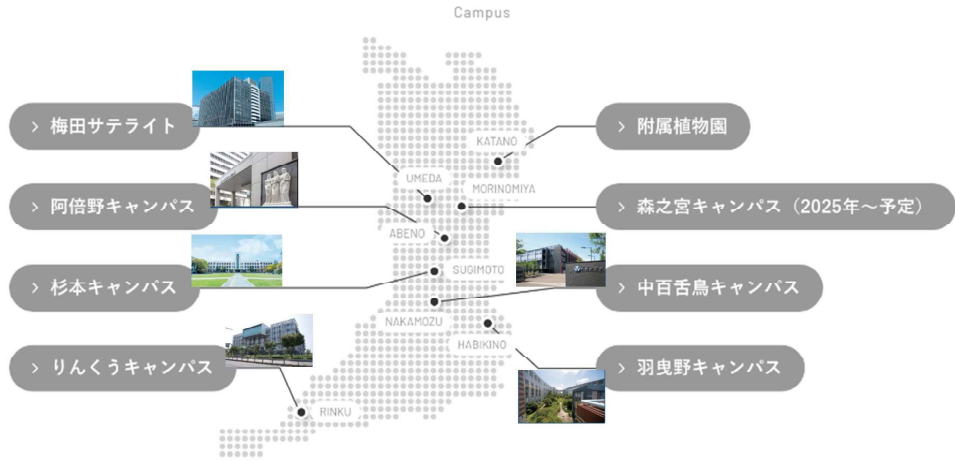 Campus
> 梅田サテライト
> 阿倍野キャンパス
> 杉本キャンパス
> りんくうキャンパス
KATANO
UMEDA
MORINOMIYA
ABENO
SUGIMOTO
NAKAMOZU
HABIKINO
RINKU
> 附属植物園
> 森之宮キャンパス（2025年～予定）
> 中百舌鳥キャンパス
> 羽曳野キャンパス